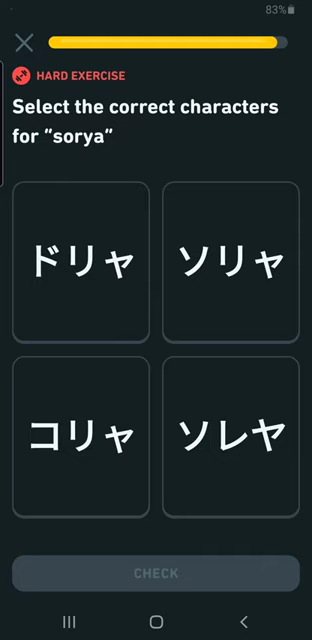 83%
HARD EXERCISE
Select the correct characters
for “sorya”
ドリャ
ソリャ
コリャ
ソレヤ
CHECK